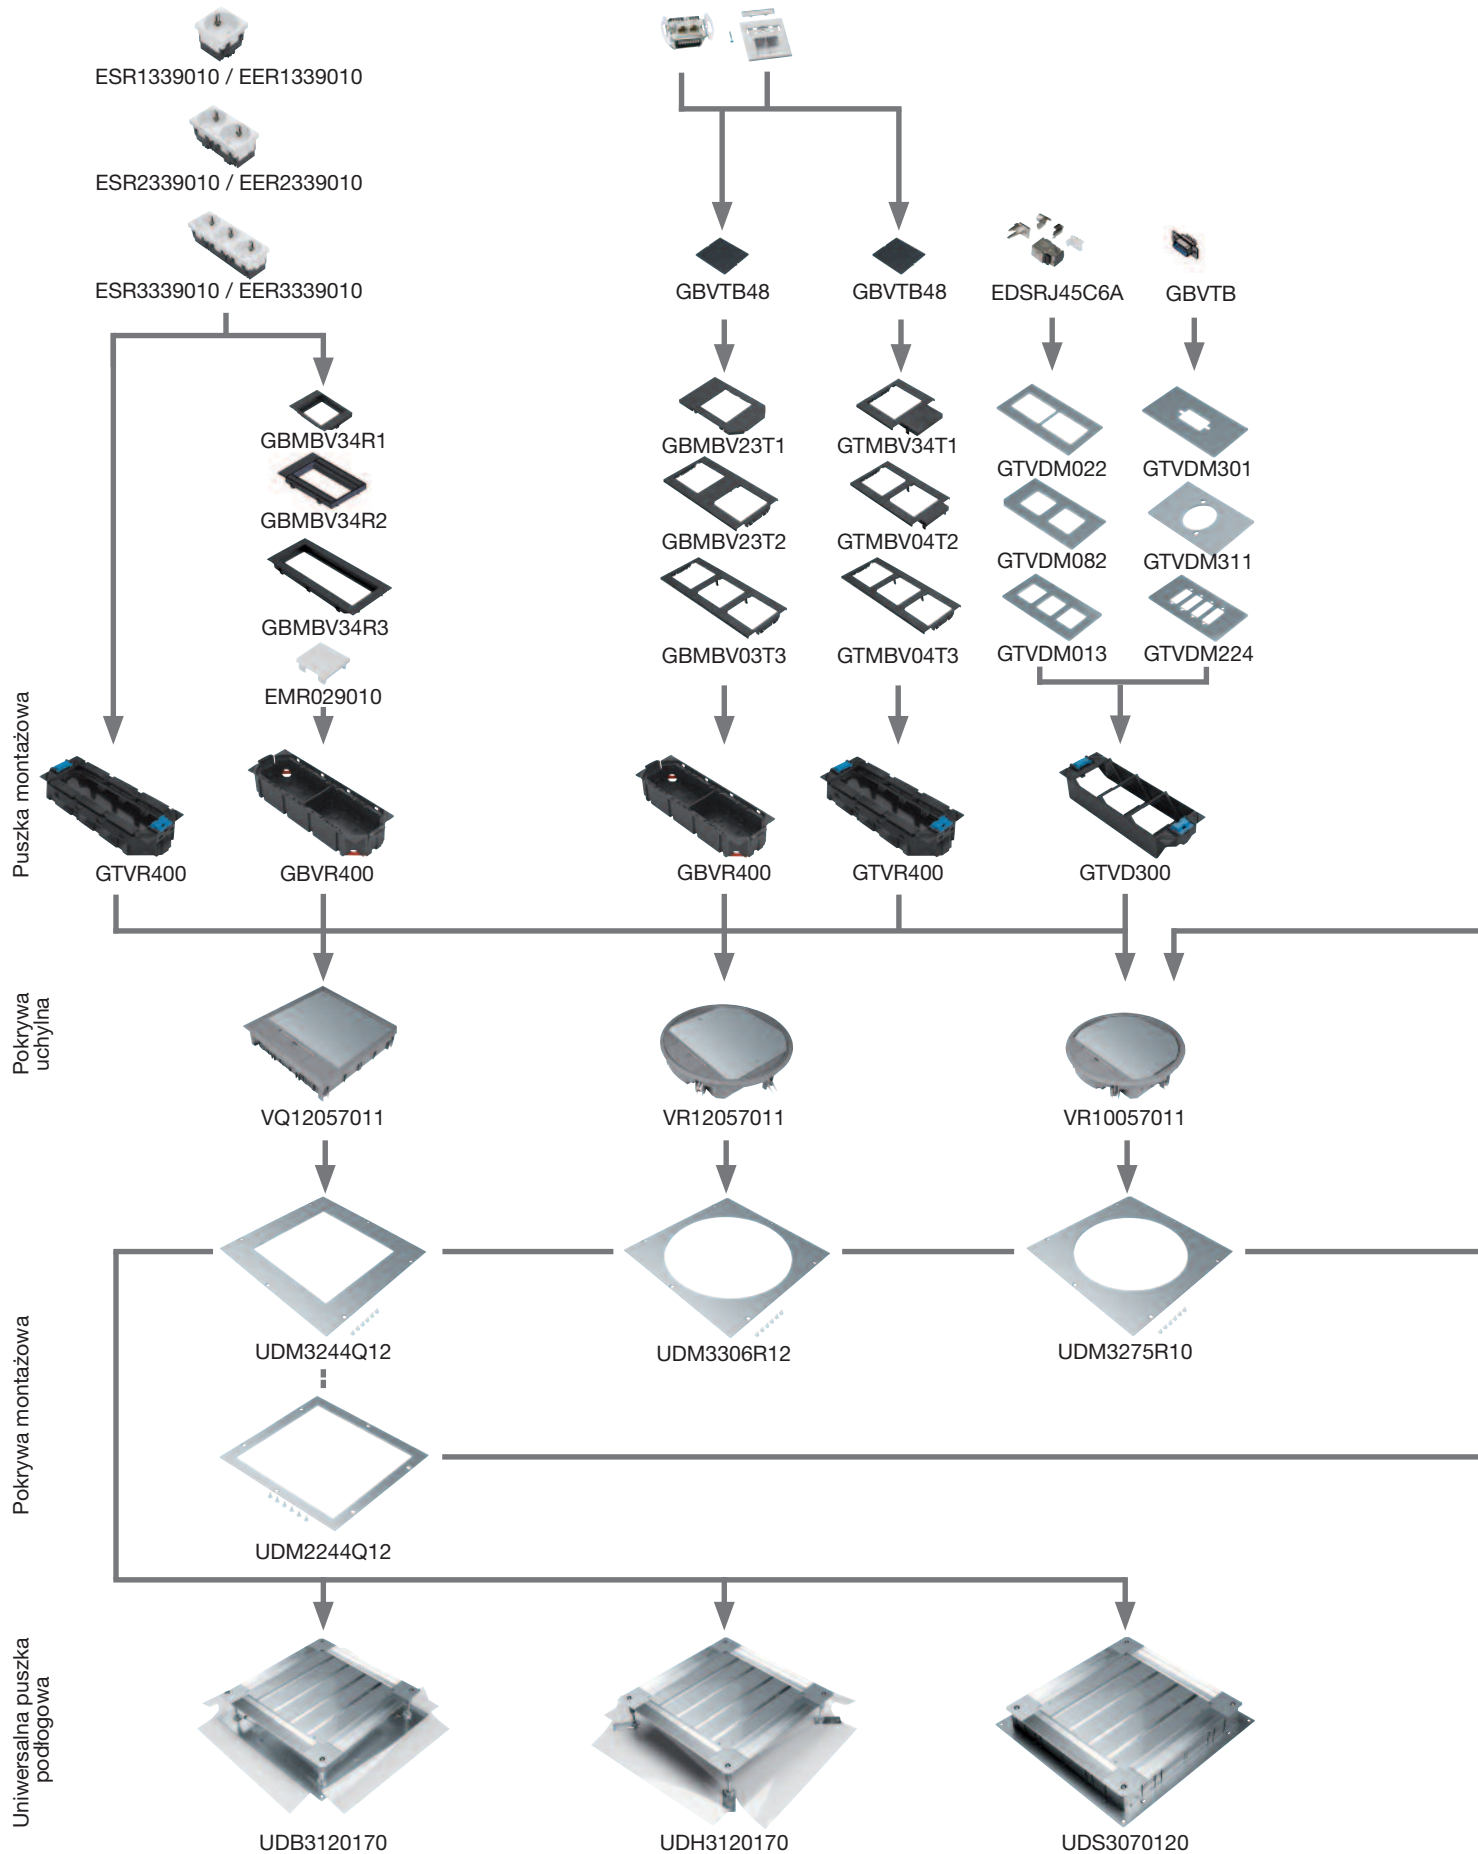 ESR1339010 / EER1339010
ESR2339010 / EER2339010
ESR3339010 / EER3339010
GBVTB48
GBVTB48
EDSRJ45C6A
GBVTB
GBMBV34R1
GBMBV23T1
GTMBV34T1
GTVDM022
GTVDM301
GBMBV34R2
GBMBV23T2
GTMBV04T2
GTVDM082
GTVDM311
GBMBV34R3
GBMBV03T3
GTMBV04T3
GTVDM013
GTVDM224
EMR029010
Puszka montażowa
GTVR400
GBVR400
GBVR400
GTVR400
GTVD300
Pokrywa
uchylna
VQ12057011
VR12057011
VR10057011
Pokrywa montażowa
UDM3244Q12
UDM3306R12
UDM3275R10
UDM2244Q12
Uniwersalna puszka
podłogowa
UDB3120170
UDH3120170
UDS3070120